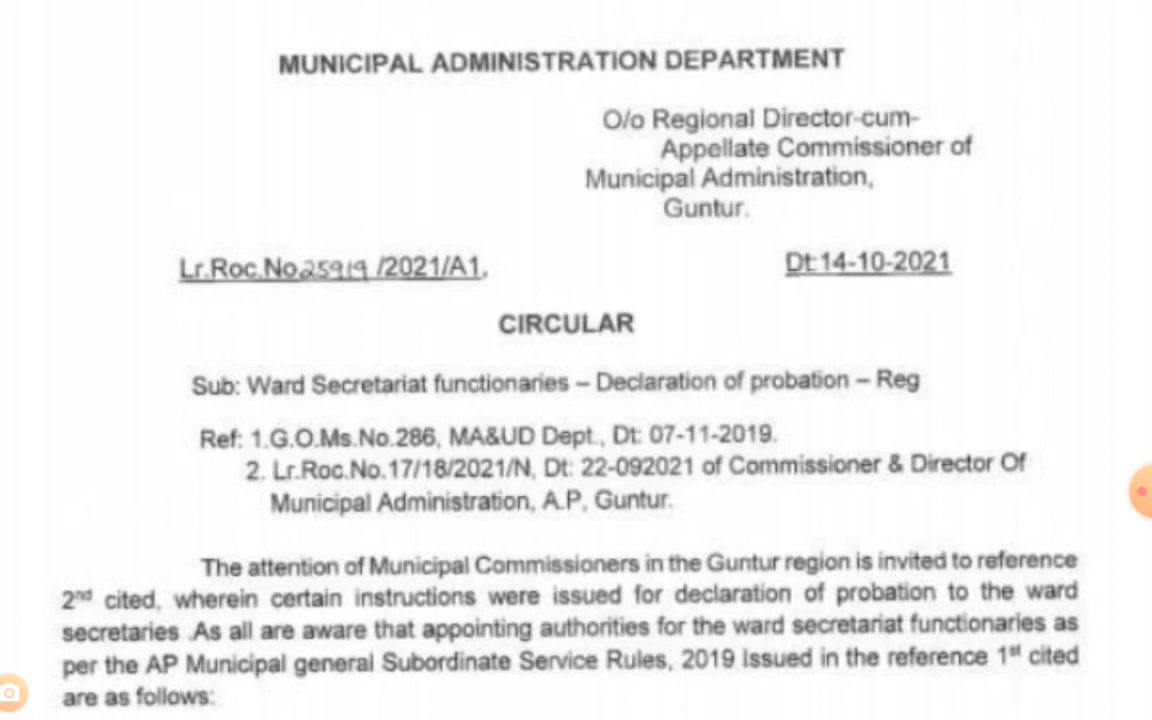 MUNICIPAL ADMINISTRATION DEPARTMENT
O/o Regional Director-cum-
Appellate Commissioner of
Municipal Administration,
Guntur.
Lr.Roc.No25919 /2021/A1,
Dt:14-10-2021
CIRCULAR
Sub: Ward Secretariat functionaries – Declaration of probation – Reg
Ref: 1.G.O.Ms.No.286, MA&UD Dept., Dt: 07-11-2019.
2. Lr.Roc.No.17/18/2021/N, Dt: 22-092021 of Commissioner & Director Of
Municipal Administration, A.P, Guntur.
The attention of Municipal Commissioners in the Guntur region is invited to reference
2nd cited, wherein certain instructions were issued for declaration of probation to the ward
secretaries .As all are aware that appointing authorities for the ward secretariat functionaries as
per the AP Municipal general Subordinate Service Rules, 2019 Issued in the reference 1st cited
are as follows: